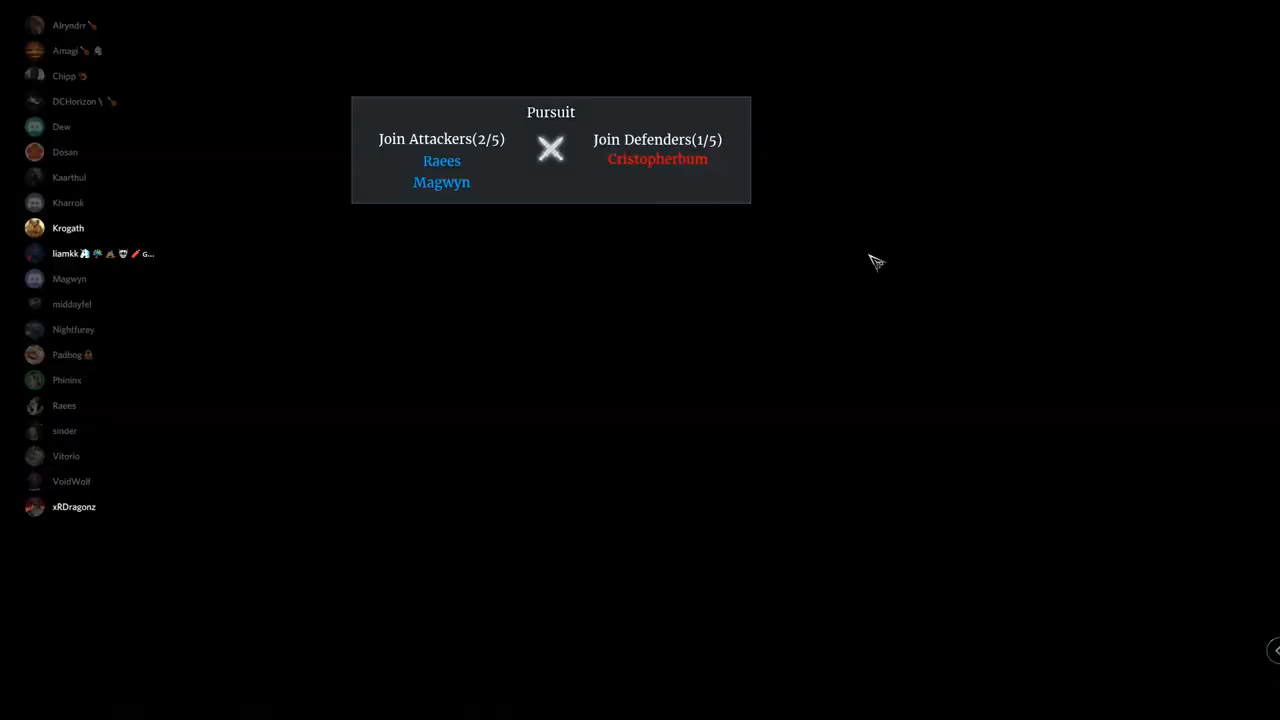 Alryndrr
Amagi
Chipp
DCHorizon \
Dew
Dosan
Kaarthul
Kharrok
Krogath
liamkk G...
Magwyn
middayfel
Nightfurey
Padbog
Phininx
Raees
sinder
Vitorio
VoidWolf
xRDragonz
Pursuit
Join Attackers(2/5)
Raees
Magwyn
Join Defenders(1/5)
Cristopherbum